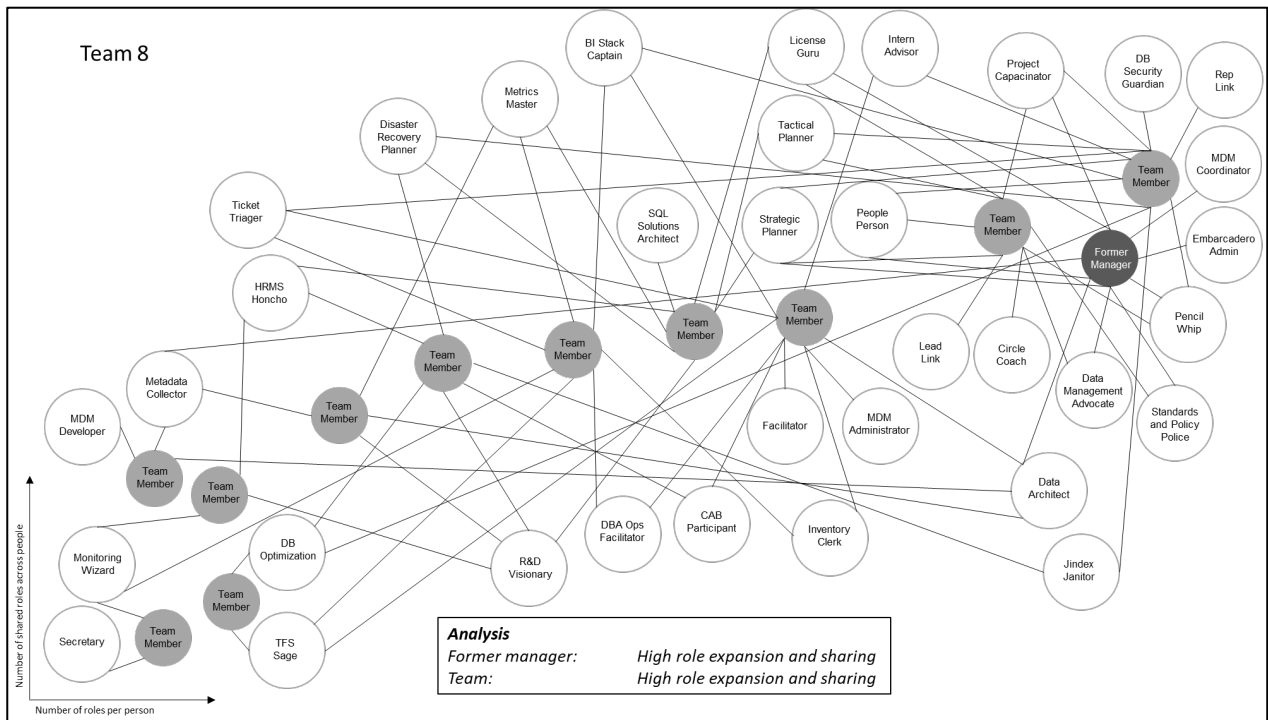 Team 8
BI Stack
Captain
License
Guru
Intern
Advisor
Project
Capacinator
DB
Security
Guardian
Rep
Link
Metrics
Master
Disaster
Recovery
Planner
Tactical
Planner
Team
Member
MDM
Coordinator
Ticket
Triager
SQL
Solutions
Architect
Strategic
Planner
People
Person
Team
Member
Former
Manager
Embarcadero
Admin
HRMS
Honcho
Team
Member
Team
Member
Team
Member
Team
Member
Pencil
Whip
Lead
Link
Circle
Coach
Data
Management
Advocate
Standards
and Policy
Police
Metadata
Collector
MDM
Developer
Team
Member
Facilitator
MDM
Administrator
Team
Member
Team
Member
Data
Architect
Monitoring
Wizard
DB
Optimization
R&D
Visionary
DBA Ops
Facilitator
CAB
Participant
Inventory
Clerk
Jindex
Janitor
Team
Member
Secretary
Team
Member
TFS
Sage
Number of shared roles across people
Number of roles per person
Analysis
Former manager: High role expansion and sharing
Team: High role expansion and sharing